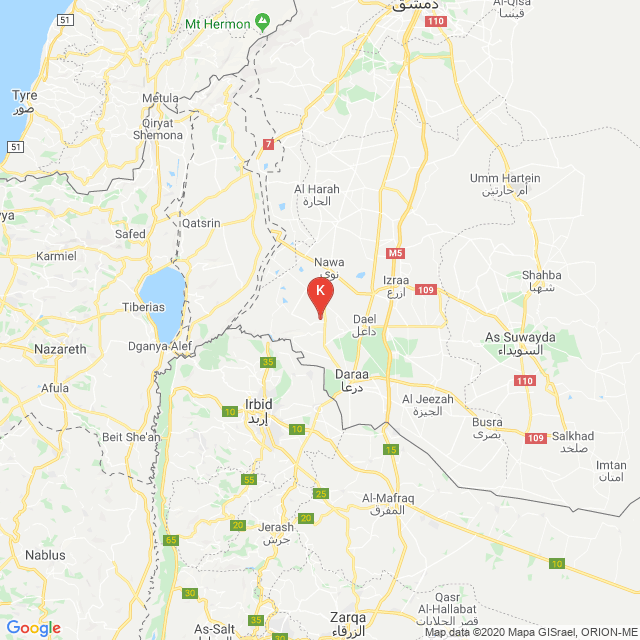 دمشق
Al-Qisa
قيسا
51
110
Mt Hermon
Tyre
صور
Metula
Qiryat
Shemona
51
7
Umm Hartein
أم حارتين
Al Harah
الحارة
Qatsrin
Safed
Karmiel
M5
Nawa
نوى
Izraa
ازرع
109
Shahba
شهبا
K
Tiberias
Dael
داعل
As Suwayda
السويداء
Nazareth
Dganya Alef
35
Daraa
درعا
110
Afula
Irbid
إربد
10
Al Jeezah
الجيزة
Busra
بصرى
10
Beit She'an
109
Salkhad
صلخد
15
Imtan
امتان
55
25
Al-Mafraq
المفرق
20
20
Jerash
جرش
65
Nablus
10
30
35
Qasr
Al-Hallabat
قصر الحلابات
As-Salt
Zarqa
الزرقاء
Google
Map data ©2020 Mapa GISrael, ORION-ME